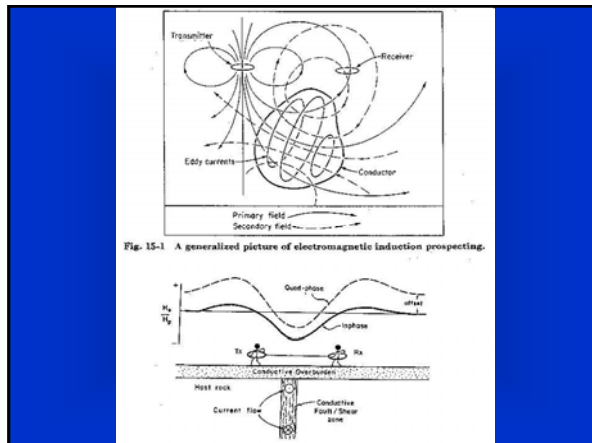 Transmitter
Receiver
Eddy currents
Conductor
Primary field
Secondary field
Fig. 15-1 A generalized picture of electromagnetic induction prospecting.
+
Quad-phase
offset
Inphase
−
Tx
Rx
Conductive Overburden
Host rock
Current flow
Conductive
Fault / Shear
zone